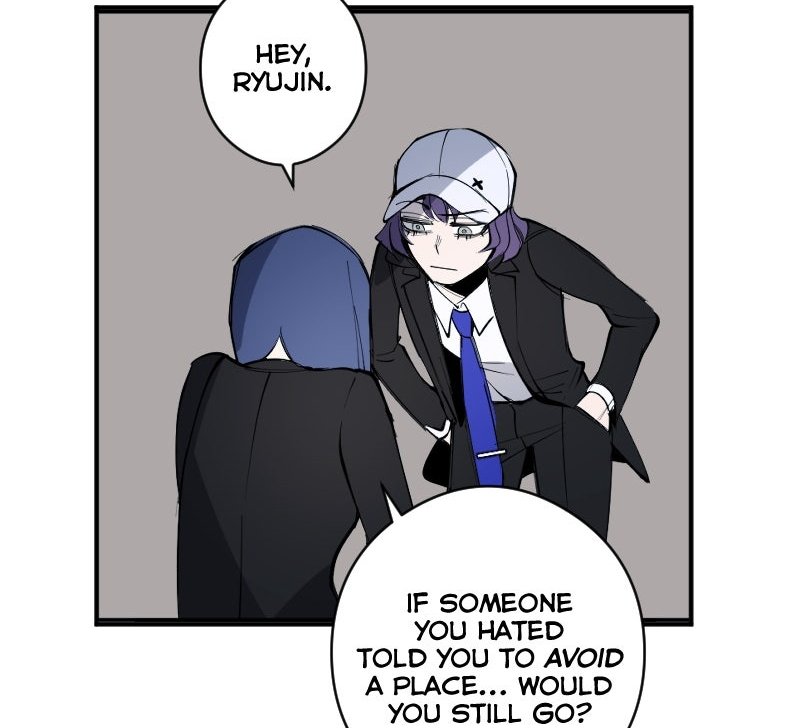 HEY,
RYUJIN.
IF SOMEONE
YOU HATED
TOLD YOU TO AVOID
A PLACE... WOULD
YOU STILL GO?